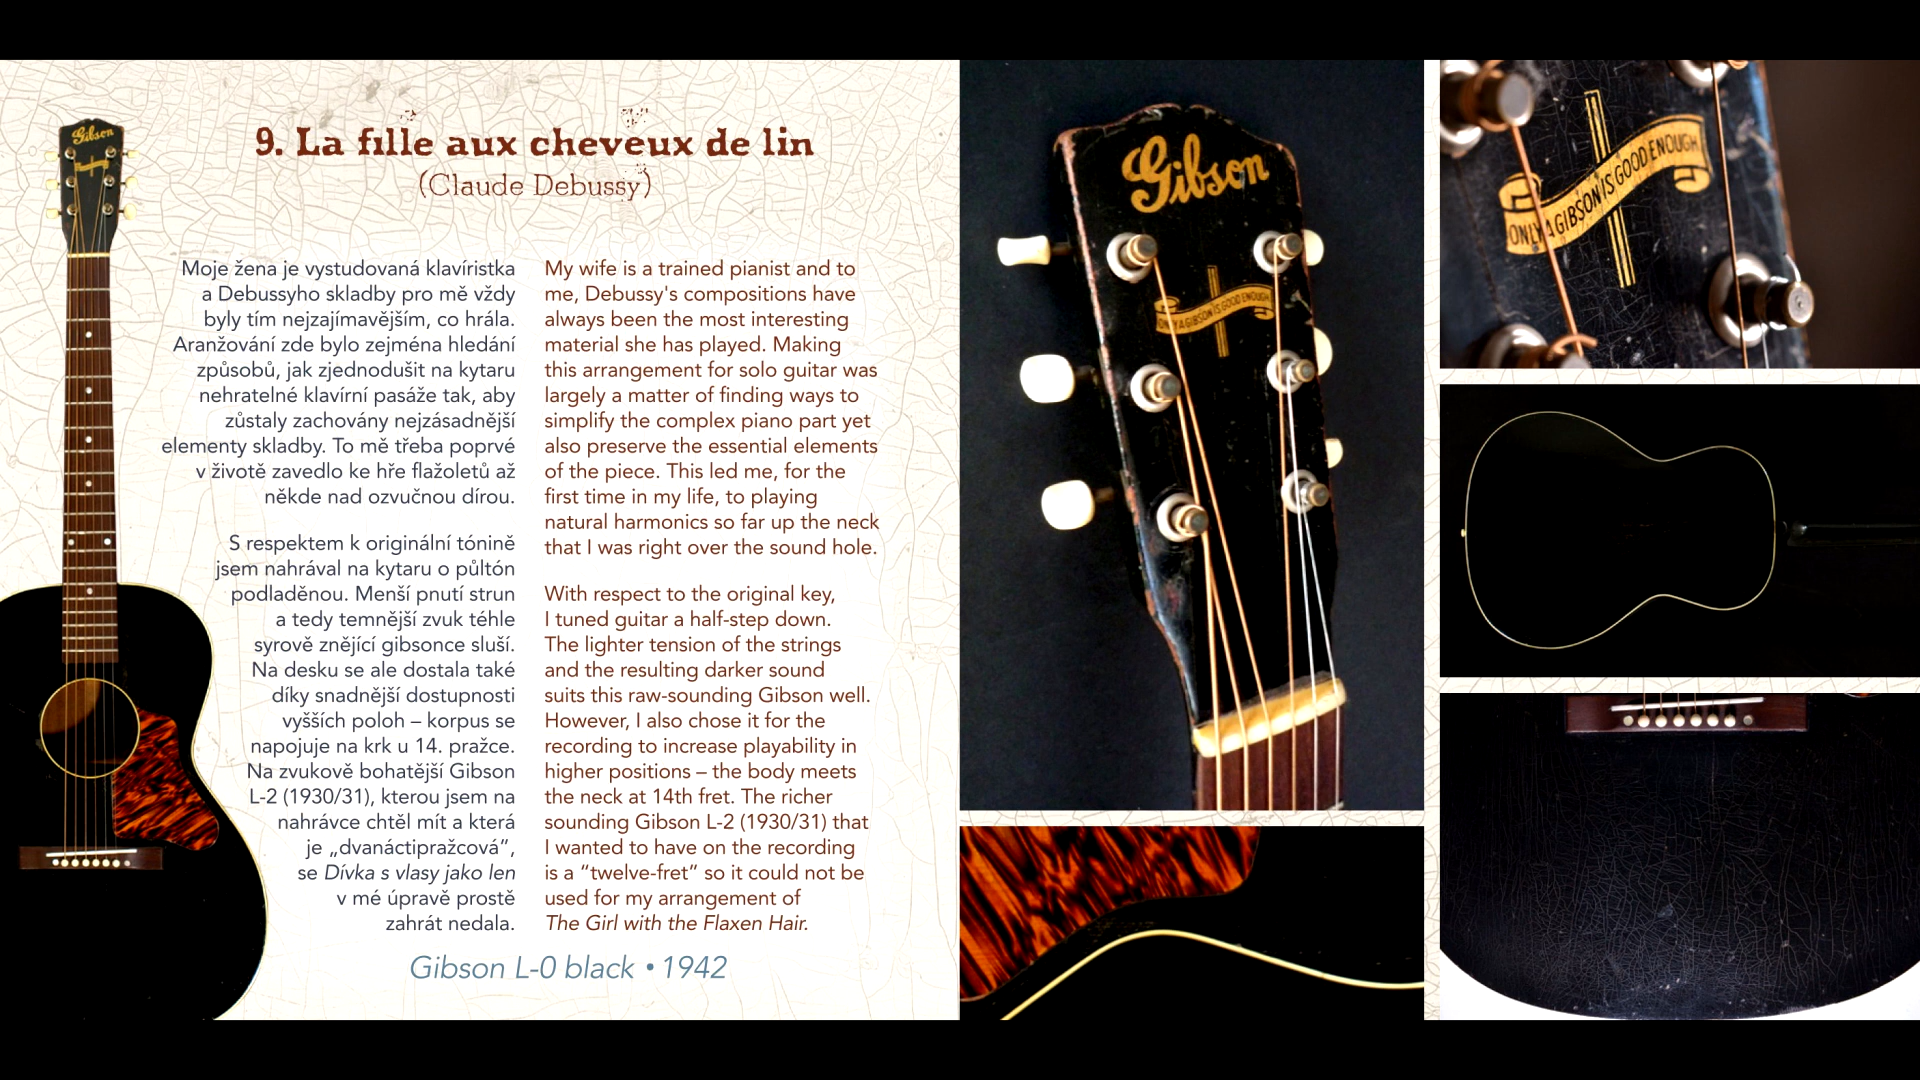 9. La fille aux cheveux de lin
(Claude Debussy)
Moje žena je vystudovaná klavíristka
a Debussyho skladby pro mě vždy
byly tím nejzajímavějším, co hrála.
Aranžování zde bylo zejména hledání
způsobů, jak zjednodušit na kytaru
nehratelné klavírní pasáže tak, aby
zůstaly zachovány nejzásadnější
elementy skladby. To mě třeba poprvé
v životě zavedlo ke hře flažoletů až
někde nad ozvučnou dírou.
S respektem k originální tónině
jsem nahrával na kytaru o půltón
podladěnou. Menší pnutí strun
a tedy temnější zvuk téhle
syrově znějící gibsonce sluší.
Na desku se ale dostala také
díky snadnější dostupnosti
vyšších poloh – korpus se
napojuje na krk u 14. pražce.
Na zvukově bohatější Gibson
L-2 (1930/31), kterou jsem na
nahrávce chtěl mít a která
je „dvanáctipražcová”,
se Dívka s vlasy jako len
v mé úpravě prostě
zahrát nedala.
My wife is a trained pianist and to
me, Debussy's compositions have
always been the most interesting
material she has played. Making
this arrangement for solo guitar was
largely a matter of finding ways to
simplify the complex piano part yet
also preserve the essential elements
of the piece. This led me, for the
first time in my life, to playing
natural harmonics so far up the neck
that I was right over the sound hole.
With respect to the original key,
I tuned guitar a half-step down.
The lighter tension of the strings
and the resulting darker sound
suits this raw-sounding Gibson well.
However, I also chose it for the
recording to increase playability in
higher positions – the body meets
the neck at 14th fret. The richer
sounding Gibson L-2 (1930/31) that
I wanted to have on the recording
is a “twelve-fret” so it could not be
used for my arrangement of
The Girl with the Flaxen Hair.
Gibson L-0 black • 1942
Gibson
Gibson
ONLY A GIBSON IS GOOD ENOUGH
ONLY A GIBSON IS GOOD ENOUGH